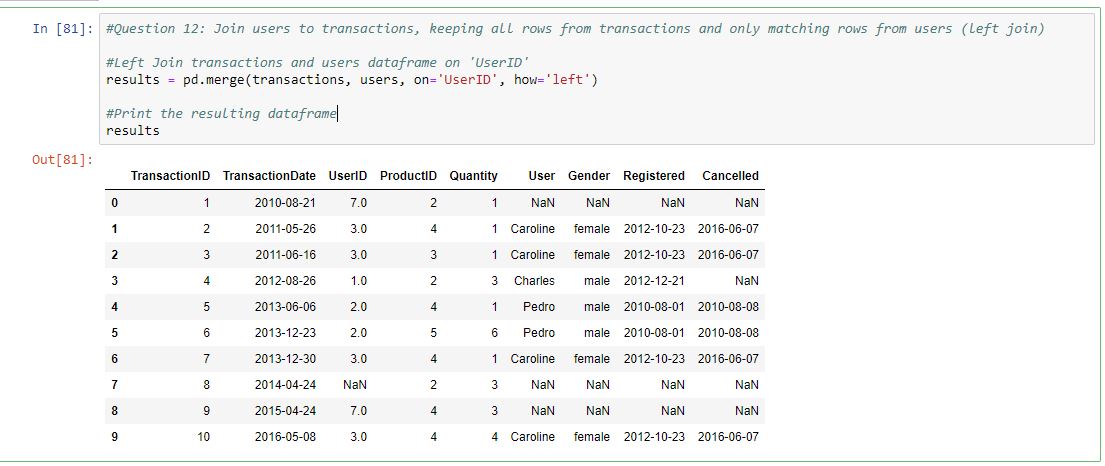 In [81]: #Question 12: Join users to transactions, keeping all rows from transactions and only matching rows from users (left join)
#Left Join transactions and users dataframe on 'UserID'
results = pd.merge(transactions, users, on='UserID', how='left')
#Print the resulting dataframe
results
Out[81]:
TransactionID TransactionDate UserID ProductID Quantity User Gender Registered Cancelled
0 1 2010-08-21 7.0 2 1 NaN NaN NaN NaN
1 2 2011-05-26 3.0 4 1 Caroline female 2012-10-23 2016-06-07
2 3 2011-06-16 3.0 3 1 Caroline female 2012-10-23 2016-06-07
3 4 2012-08-26 1.0 2 3 Charles male 2012-12-21 NaN
4 5 2013-06-06 2.0 4 1 Pedro male 2010-08-01 2010-08-08
5 6 2013-12-23 2.0 5 6 Pedro male 2010-08-01 2010-08-08
6 7 2013-12-30 3.0 4 1 Caroline female 2012-10-23 2016-06-07
7 8 2014-04-24 NaN 2 3 NaN NaN NaN NaN
8 9 2015-04-24 7.0 4 3 NaN NaN NaN NaN
9 10 2016-05-08 3.0 4 4 Caroline female 2012-10-23 2016-06-07